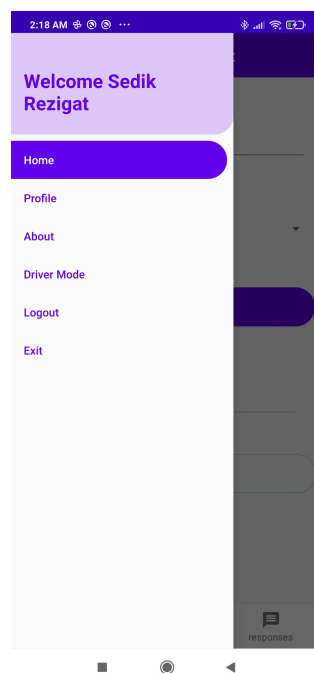 2:18 AM
Welcome Sedik
Rezigat
Home
Profile
About
Driver Mode
Logout
Exit
responses